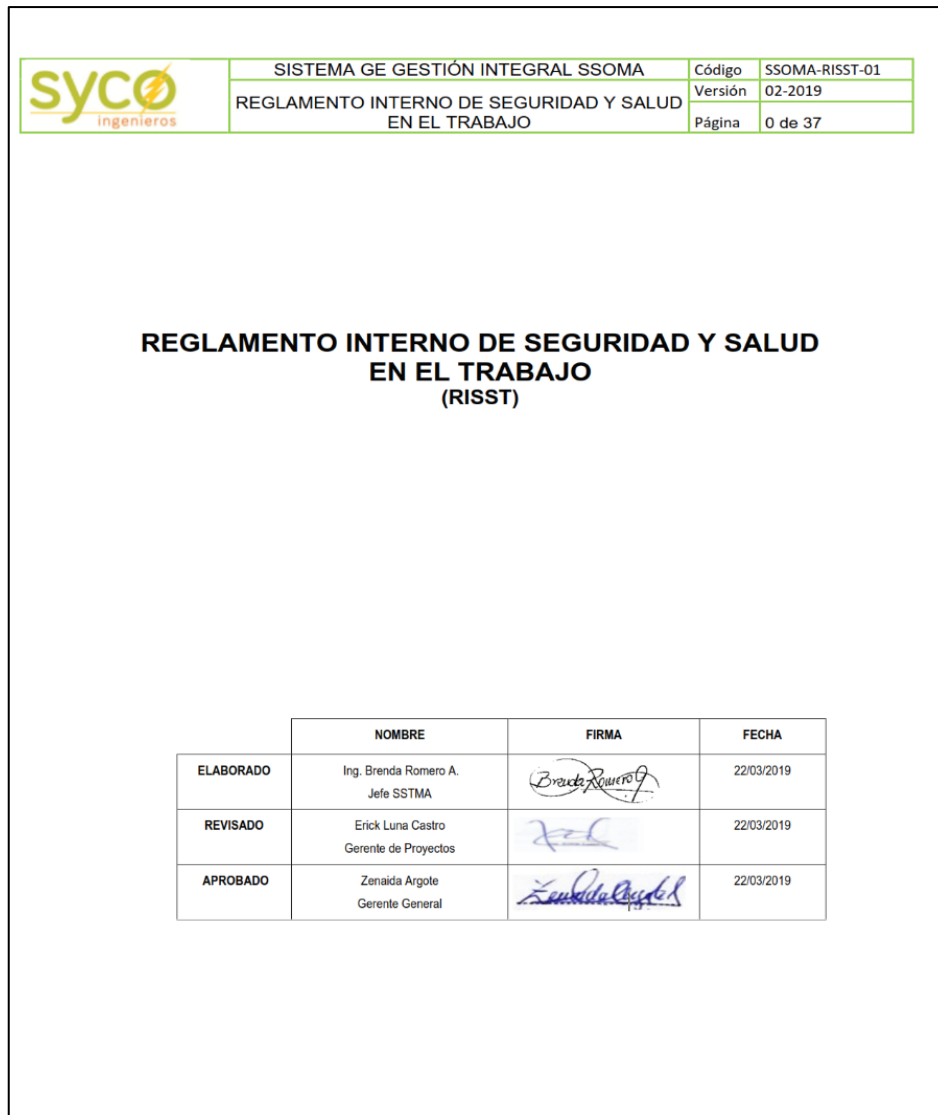 syco
ingenieros
SISTEMA GE GESTIÓN INTEGRAL SSOMA
Código SSOMA-RISST-01
REGLAMENTO INTERNO DE SEGURIDAD Y SALUD
EN EL TRABAJO
Versión 02-2019
Página 0 de 37
REGLAMENTO INTERNO DE SEGURIDAD Y SALUD
EN EL TRABAJO
(RISST)
NOMBRE FIRMA FECHA
ELABORADO Ing. Brenda Romero A. Brenda Romero 22/03/2019
Jefe SSTMA
REVISADO Erick Luna Castro 22/03/2019
Gerente de Proyectos
APROBADO Zenaida Argote 22/03/2019
Gerente General